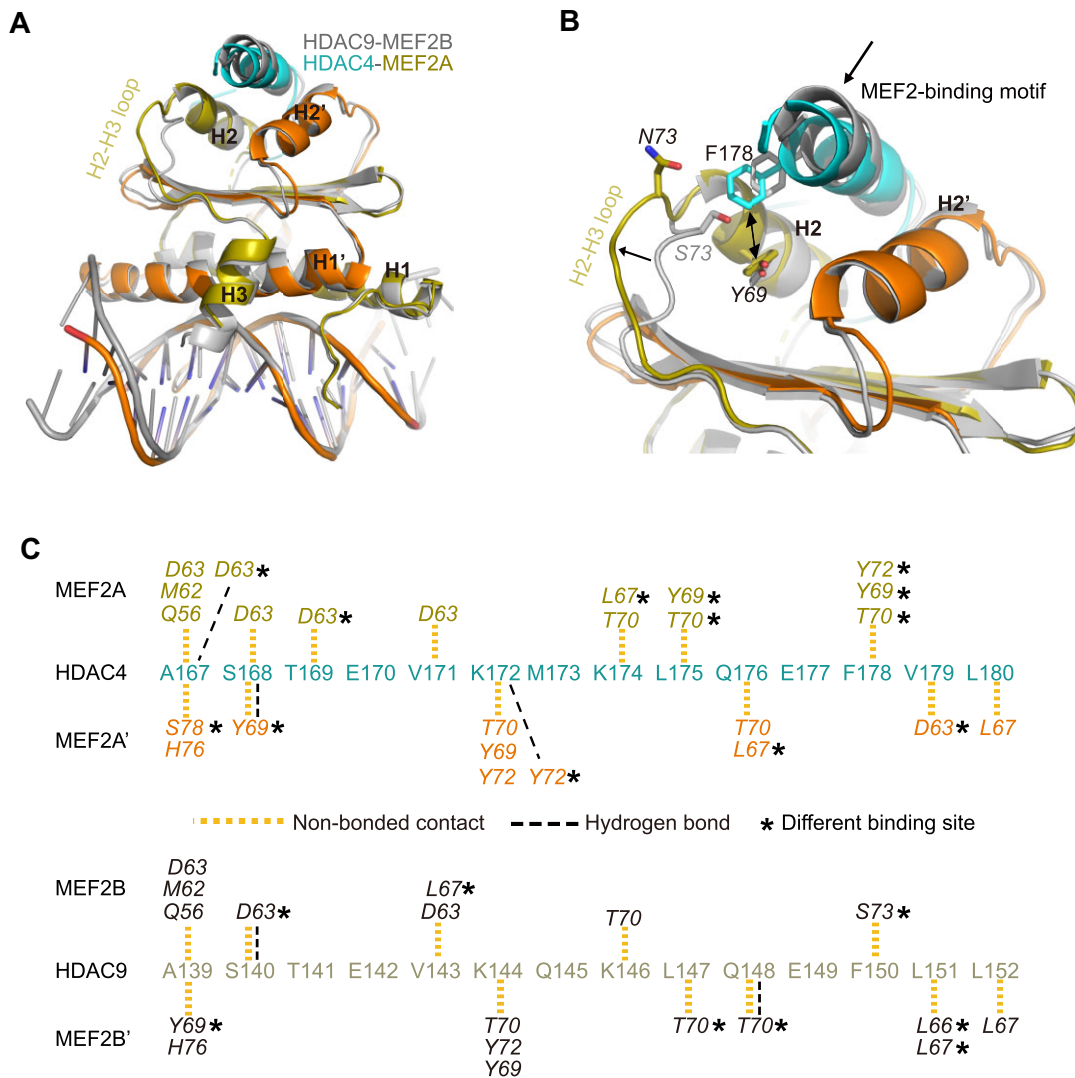 A
HDAC9-MEF2B
HDAC4-MEF2A
H2-H3 loop
H2
H2'
H1'
H1
H3
B
MEF2-binding motif
N73
F178
H2-H3 loop
S73
H2
H2'
Y69
C
MEF2A
D63 D63* Y72*
M62 L67* Y69* Y69*
Q56 D63 D63* D63 T70 T70* T70*
HDAC4 A167 S168 T169 E170 V171 K172 M173 K174 L175 Q176 E177 F178 V179 L180
MEF2A'
S78* Y69* T70 T70 D63* L67
H76 Y69 L67*
Y72 Y72*
Non-bonded contact Hydrogen bond * Different binding site
MEF2B
D63
M62 L67*
Q56 D63* D63 T70 S73*
HDAC9 A139 S140 T141 E142 V143 K144 Q145 K146 L147 Q148 E149 F150 L151 L152
MEF2B'
Y69* T70 T70* T70* L66* L67
H76 Y72 L67*
Y69